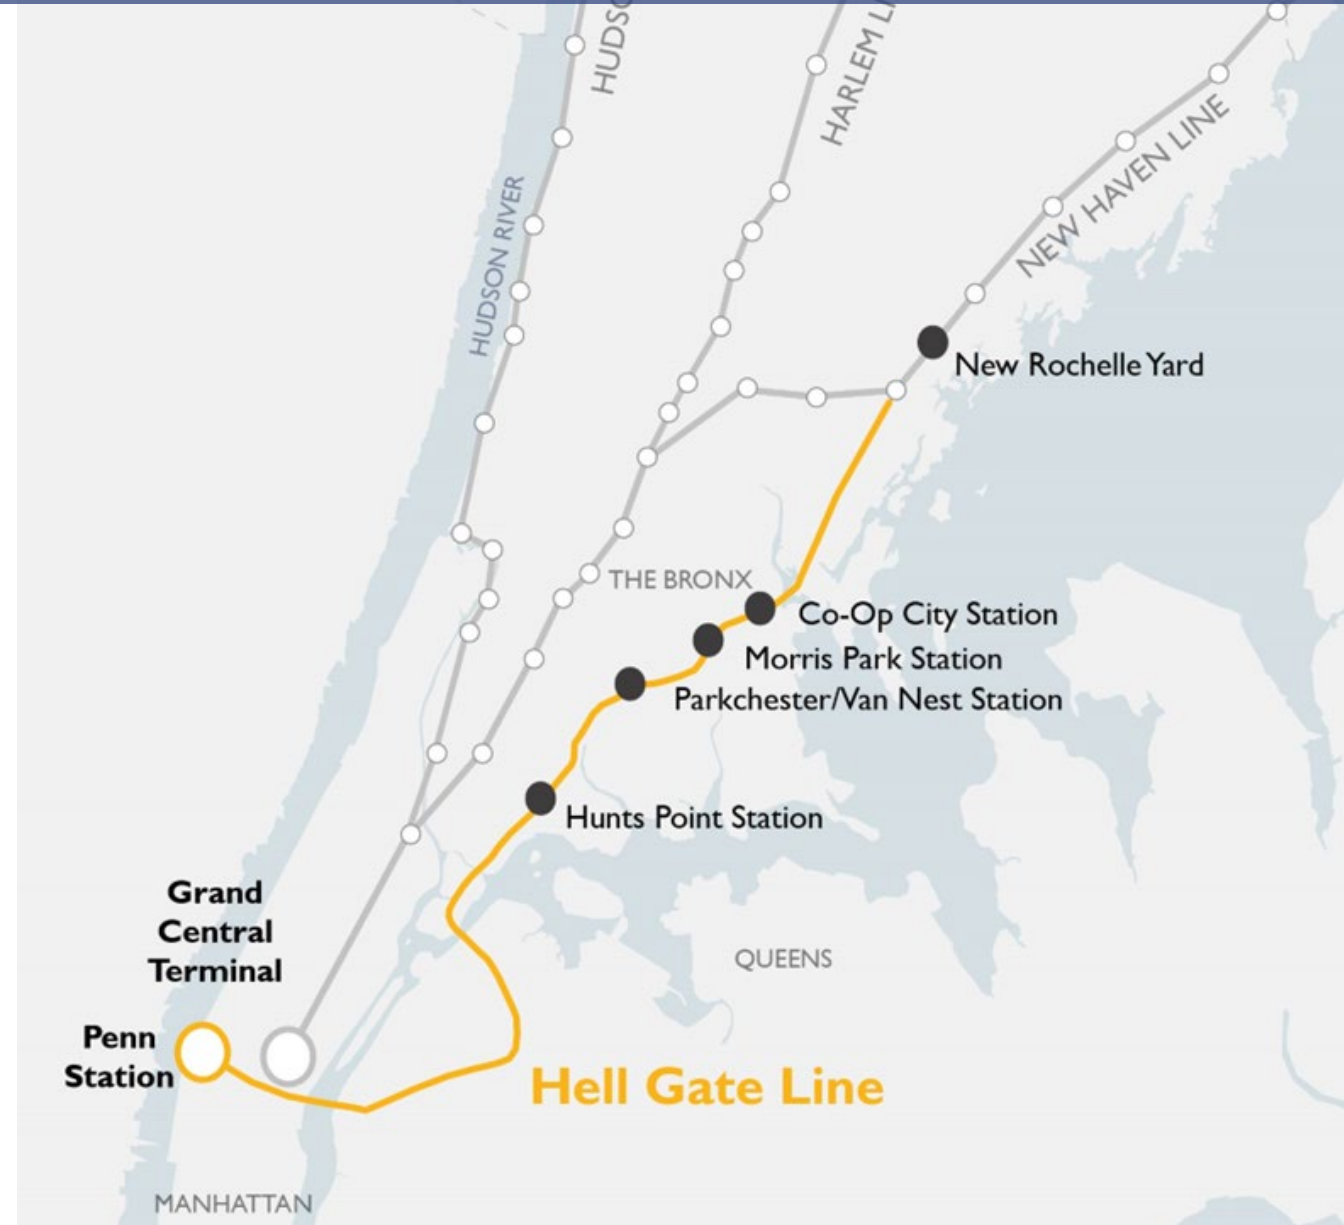 HARLEM
HUDSON RIVER
NEW HAVEN LINE
New Rochelle Yard
THE BRONX
Co-Op City Station
Morris Park Station
Parkchester/Van Nest Station
Hunts Point Station
Grand
Central
Terminal
QUEENS
Penn
Station
Hell Gate Line
MANHATTAN